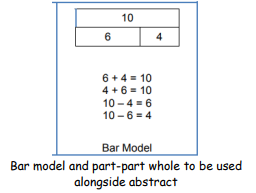 10
6 4
6 + 4 = 10
4 + 6 = 10
10 – 4 = 6
10 – 6 = 4
Bar Model
Bar model and part-part whole to be used
alongside abstract